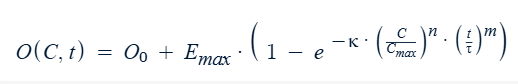 O(C, t) = O₀ + E_max · ( 1 − e^{−κ · (C/C_max)^n · (t/τ)^m} )